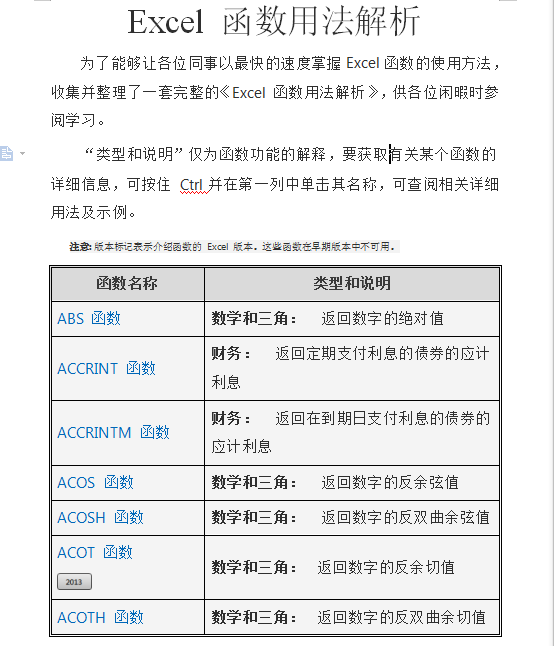 Excel 函数用法解析
为了能够让各位同事以最快的速度掌握 Excel 函数的使用方法，
收集并整理了一套完整的《Excel 函数用法解析》，供各位闲暇时参
阅学习。
“类型和说明”仅为函数功能的解释，要获取有关某个函数的
详细信息，可按住 Ctrl 并在第一列中单击其名称，可查阅相关详细
用法及示例。
注意: 版本标记表示介绍函数的 Excel 版本。这些函数在早期版本中不可用。
函数名称 类型和说明
ABS 函数 数学和三角： 返回数字的绝对值
ACCRINT 函数 财务： 返回定期支付利息的债券的应计
利息
ACCRINTM 函数 财务： 返回在到期日支付利息的债券的
应计利息
ACOS 函数 数学和三角： 返回数字的反余弦值
ACOSH 函数 数学和三角： 返回数字的反双曲余弦值
ACOT 函数
2013
数学和三角： 返回数字的反余切值
ACOTH 函数 数学和三角： 返回数字的反双曲余切值